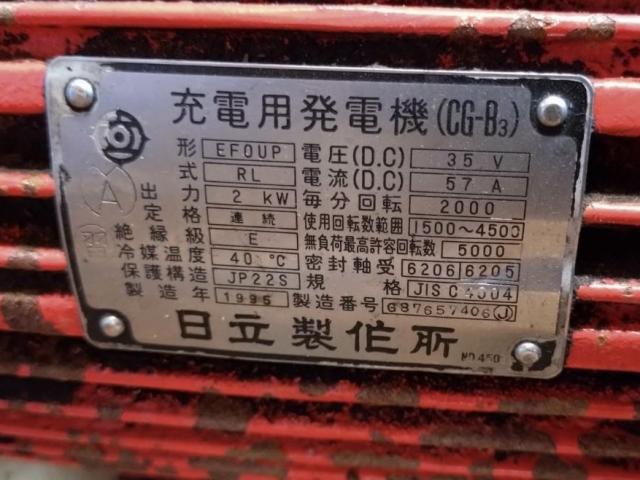 充電用発電機(CG-B3)
形 EFOUP 電圧(D.C) 35 V
式 RL 電流(D.C) 57 A
出力 2 kW 毎分回転 2000
定格 連続 使用回転数範囲 1500~4500
絶縁級 E 無負荷最高許容回転数 5000
冷媒温度 40 °C 密封軸受 6206 6205
保護構造 JP22S 規格 JIS C 4004
製造年 1995 製造番号 G87657406 J
日立製作所
NO.450